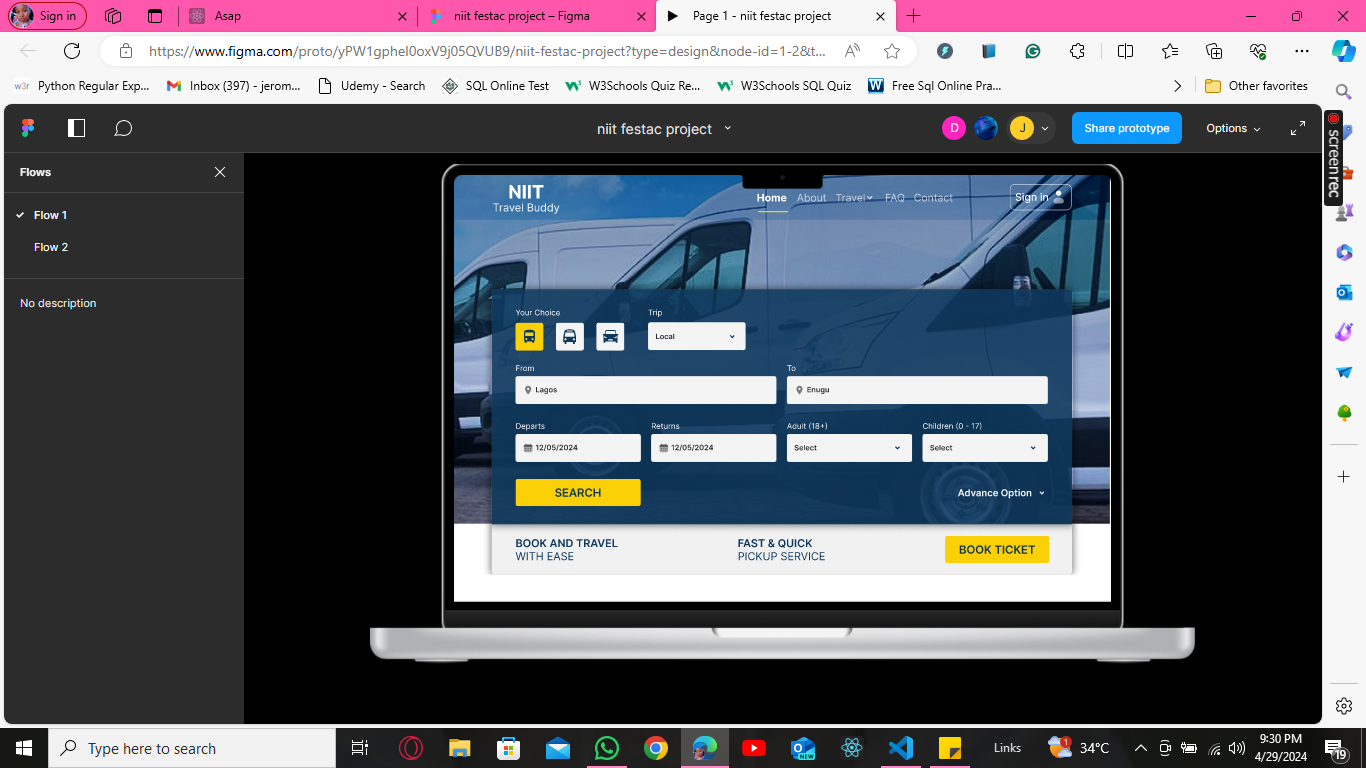 Sign in
Asap
niit festac project – Figma
Page 1 - niit festac project
https://www.figma.com/proto/yPW1gpheI0oxV9j05QVUB9/niit-festac-project?type=design&node-id=1-2&t...
w3r Python Regular Exp...
Inbox (397) - jerom...
Udemy - Search
SQL Online Test
W3Schools Quiz Re...
W3Schools SQL Quiz
W Free Sql Online Pra...
Other favorites
niit festac project
D
J
Share prototype
Options
screenrec
Flows
Flow 1
Flow 2
No description
NIIT
Travel Buddy
Home
About
Travel
FAQ
Contact
Sign in
Your Choice
Trip
Local
From
To
Lagos
Enugu
Departs
Returns
Adult (18+)
Children (0 - 17)
12/05/2024
12/05/2024
Select
Select
SEARCH
Advance Option
BOOK AND TRAVEL
WITH EASE
FAST & QUICK
PICKUP SERVICE
BOOK TICKET
Type here to search
NEW
Links
1
34°C
9:30 PM
4/29/2024
19